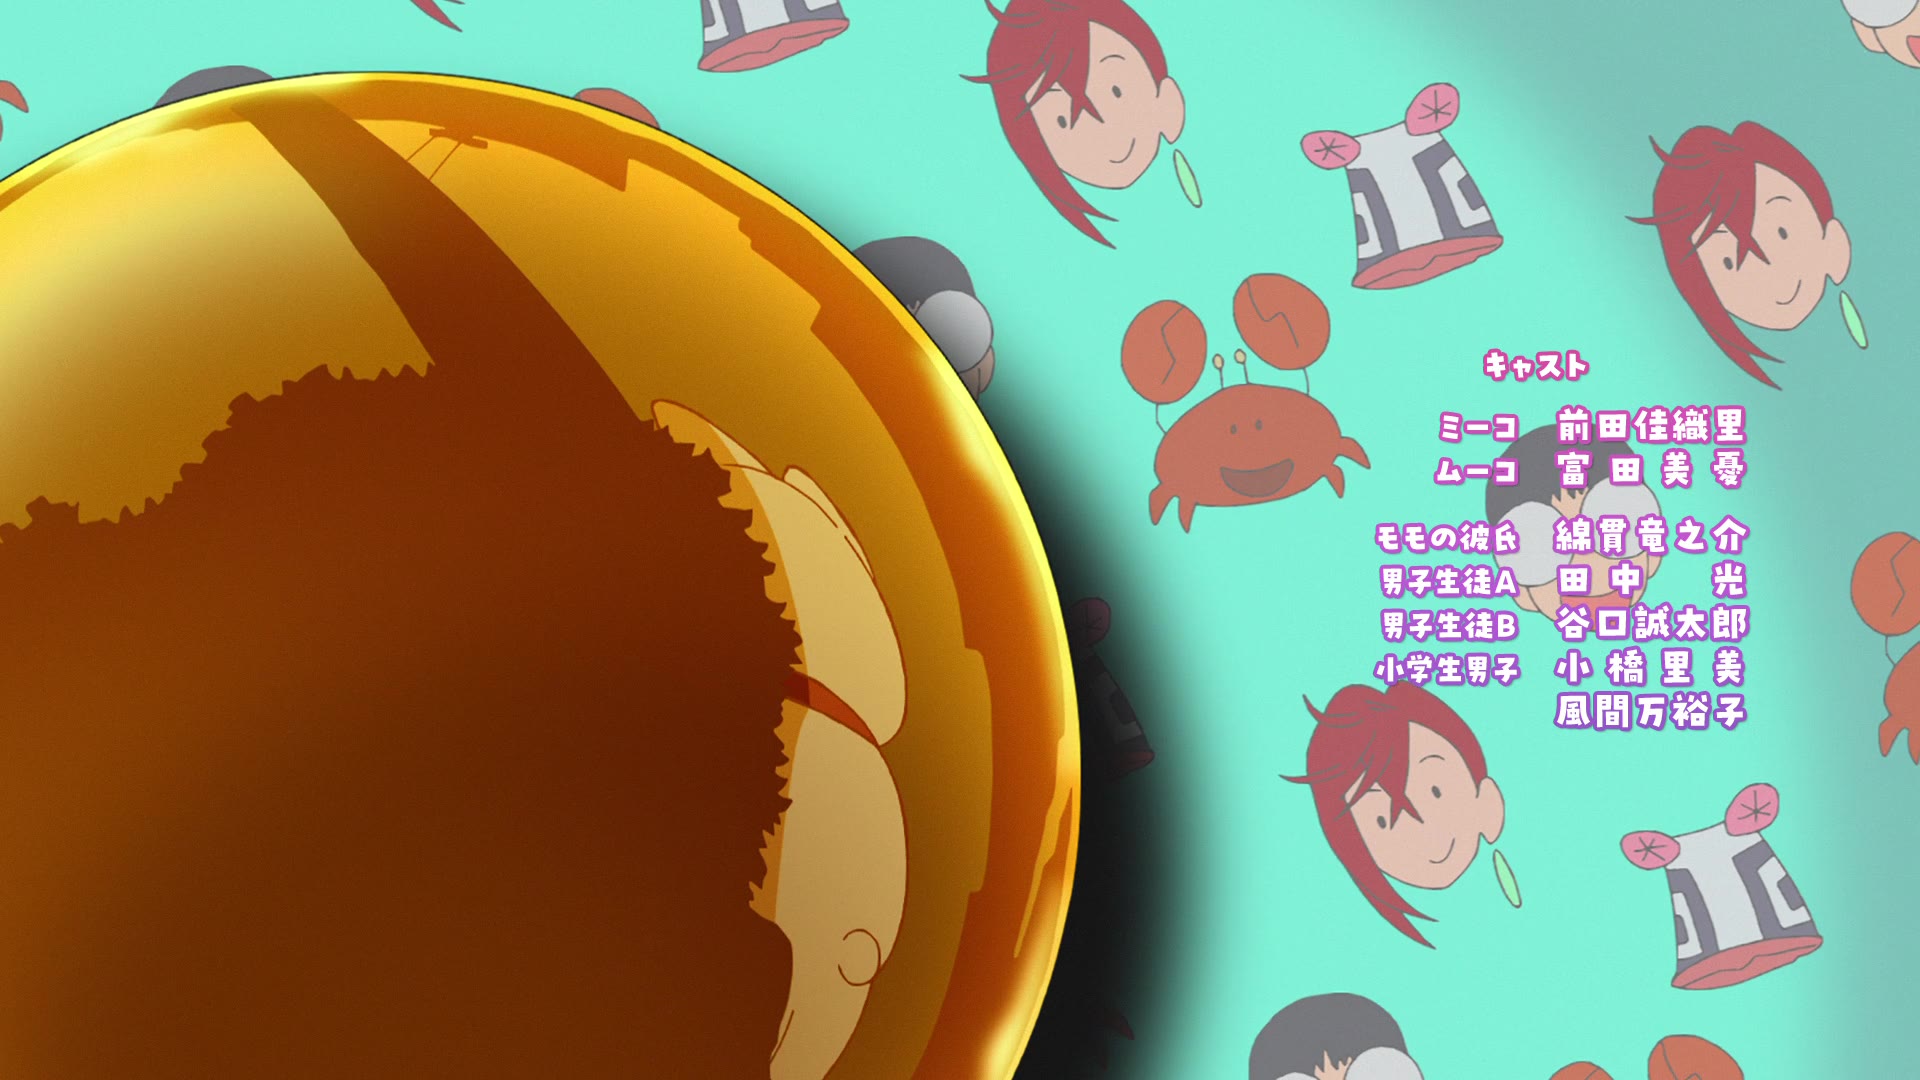 キャスト
ミーコ 前田佳織里
ムーコ 富田美憂
モモの彼氏 綿貫竜之介
男子生徒A 田中 光
男子生徒B 谷口誠太郎
小学生男子 小橋里美
風間万裕子